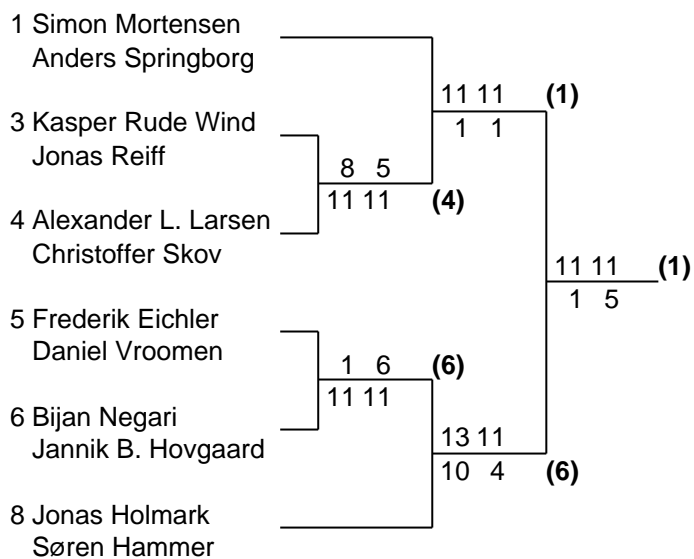 1 Simon Mortensen
Anders Springborg
11 11 (1)
1 1
3 Kasper Rude Wind
Jonas Reiff
8 5
11 11 (4)
4 Alexander L. Larsen
Christoffer Skov
11 11 (1)
1 5
5 Frederik Eichler
Daniel Vroomen
1 6 (6)
11 11
6 Bijan Negari
Jannik B. Hovgaard
13 11
10 4 (6)
8 Jonas Holmark
Søren Hammer